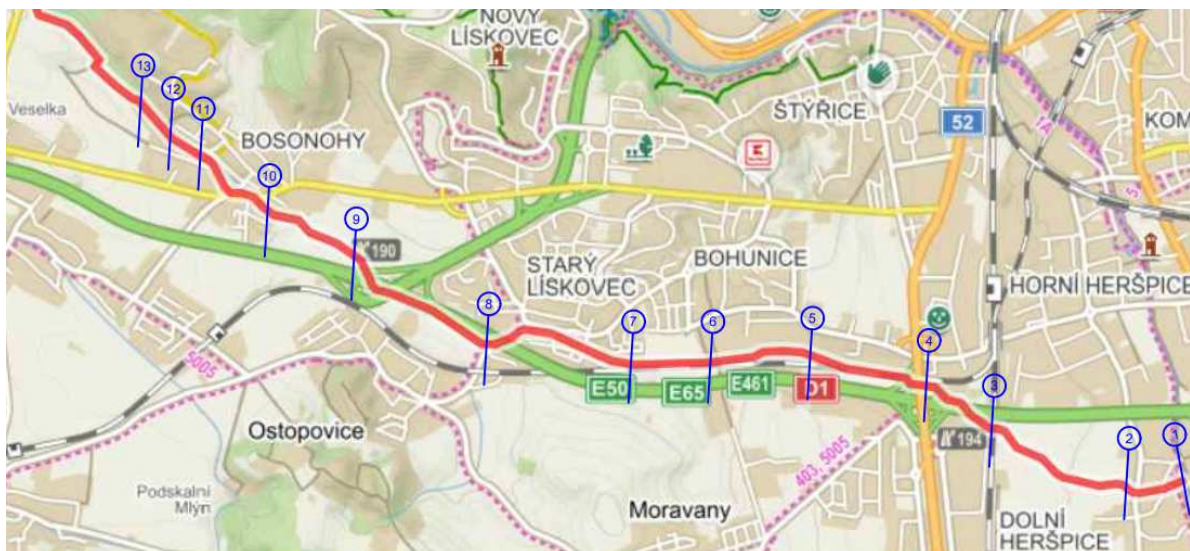 NOVÝ
LÍSKOVEC
13
12
11
Veselka
BOSONOHY
ŠTÝŘICE
52
1A
KOM
K
10
9
190
5
STARÝ
LÍSKOVEC
BOHUNICE
HORNÍ HERŠPICE
8
7
6
5
4
3
5005
E50
E65
E461
D1
Ostopovice
403, 5005
194
2
1
Podskalní
Mlýn
Moravany
DOLNÍ
HERŠPICE